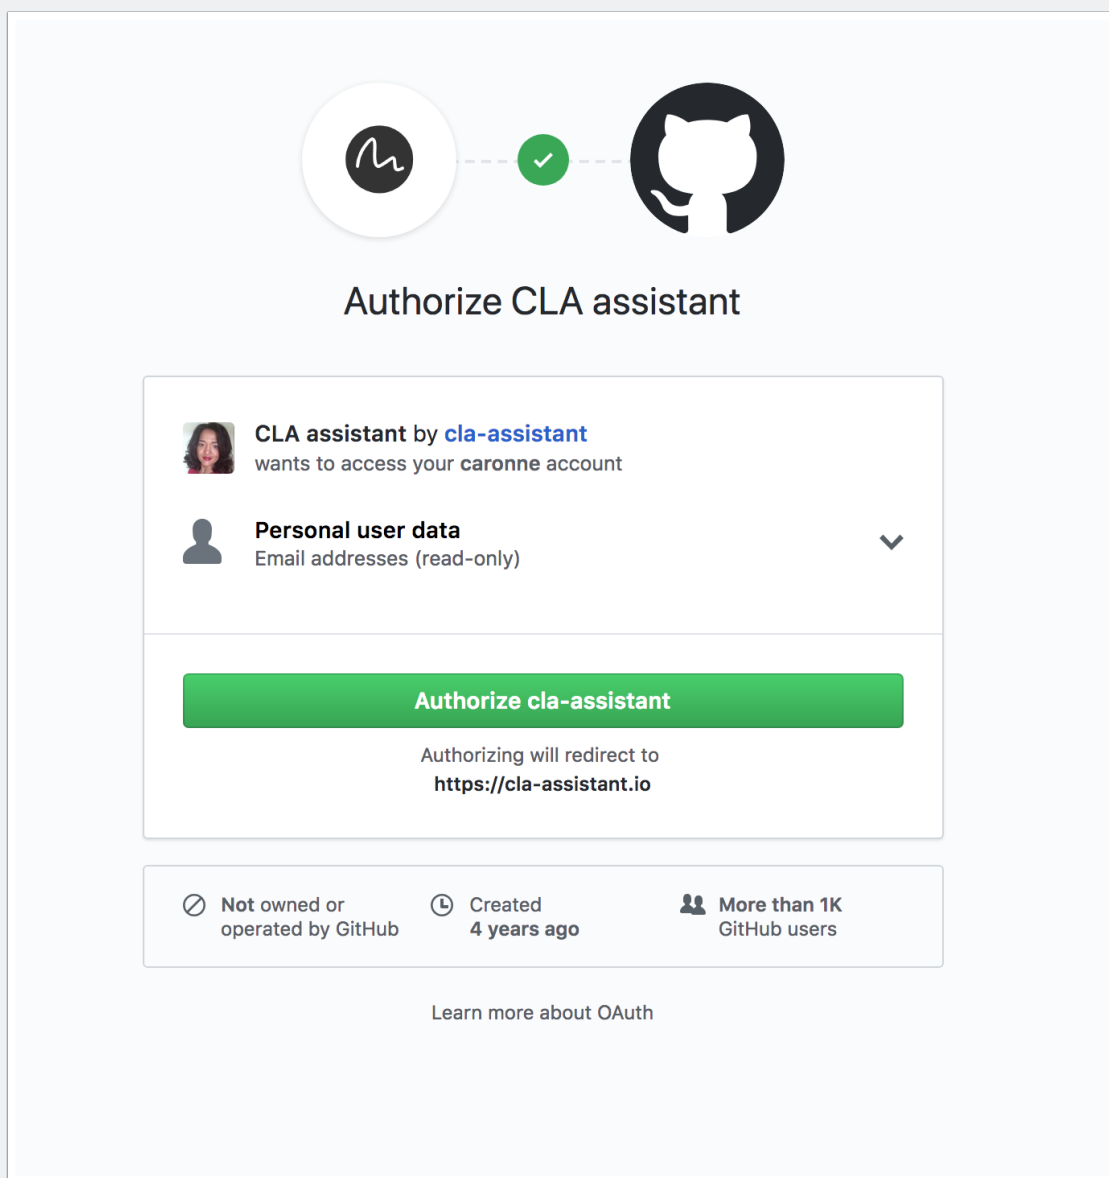 Authorize CLA assistant
CLA assistant by cla-assistant
wants to access your caronne account
Personal user data
Email addresses (read-only)
Authorize cla-assistant
Authorizing will redirect to
https://cla-assistant.io
Not owned or
operated by GitHub
Created
4 years ago
More than 1K
GitHub users
Learn more about OAuth